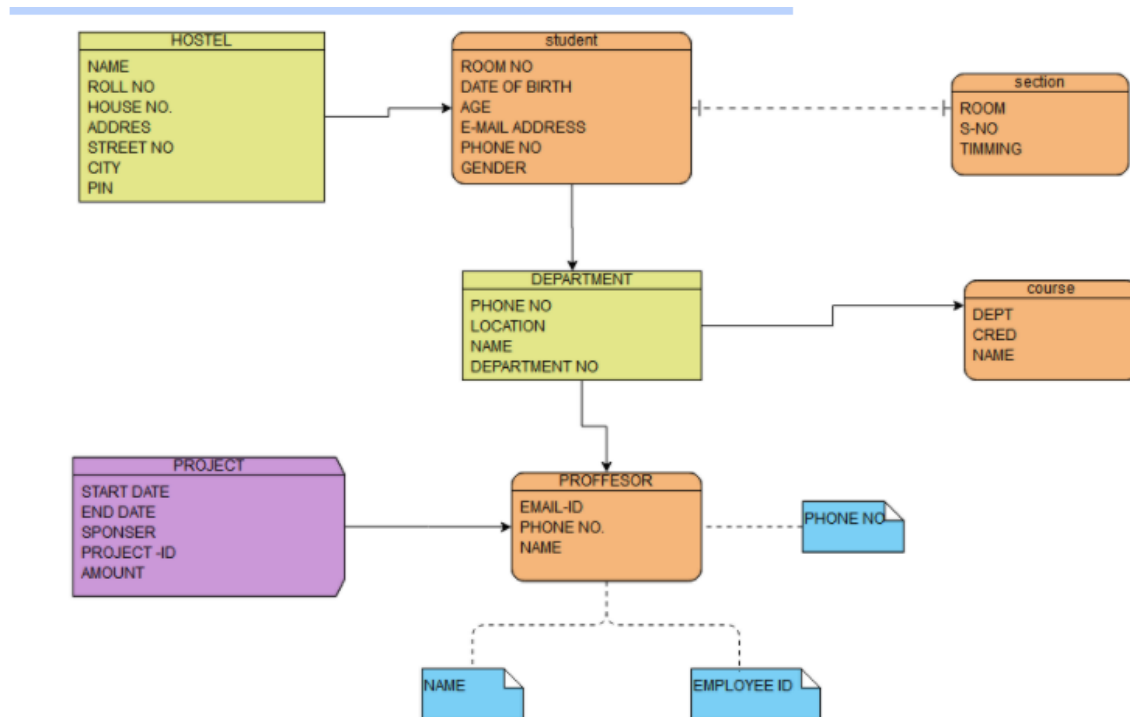 HOSTEL
NAME
ROLL NO
HOUSE NO.
ADDRES
STREET NO
CITY
PIN
student
ROOM NO
DATE OF BIRTH
AGE
E-MAIL ADDRESS
PHONE NO
GENDER
section
ROOM
S-NO
TIMMING
DEPARTMENT
PHONE NO
LOCATION
NAME
DEPARTMENT NO
course
DEPT
CRED
NAME
PROJECT
START DATE
END DATE
SPONSER
PROJECT -ID
AMOUNT
PROFFESOR
EMAIL-ID
PHONE NO.
NAME
PHONE NO
NAME
EMPLOYEE ID